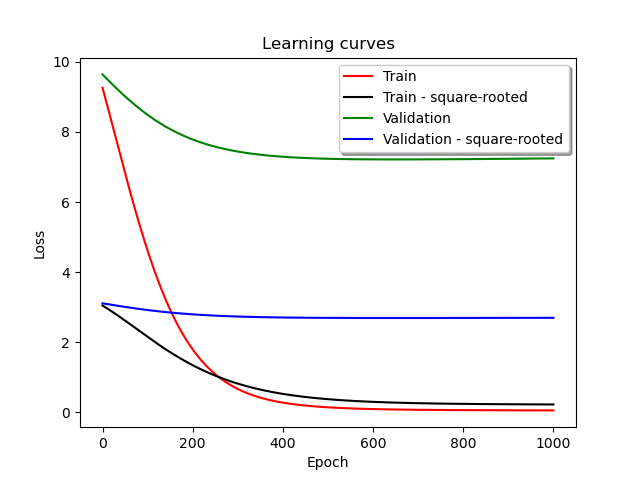 Learning curves
Train
Train - square-rooted
Validation
Validation - square-rooted
10
8
6
4
2
0
Loss
0 200 400 600 800 1000
Epoch